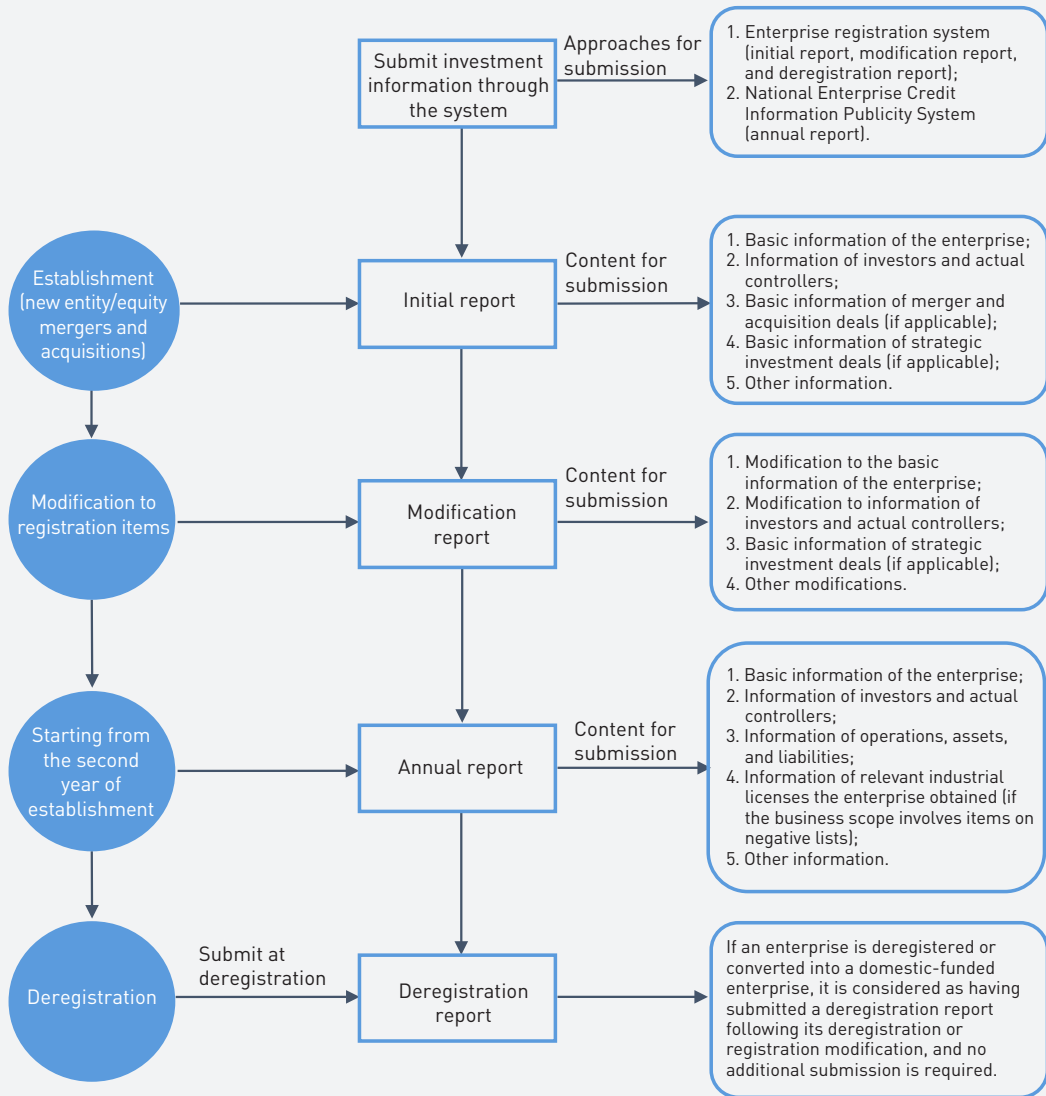 Submit investment
information through
the system
Approaches for
submission
1. Enterprise registration system
(initial report, modification report,
and deregistration report);
2. National Enterprise Credit
Information Publicity System
(annual report).
Establishment
(new entity/equity
mergers and
acquisitions)
Initial report
Content for
submission
1. Basic information of the enterprise;
2. Information of investors and actual
controllers;
3. Basic information of merger and
acquisition deals (if applicable);
4. Basic information of strategic
investment deals (if applicable);
5. Other information.
Modification to
registration items
Modification
report
Content for
submission
1. Modification to the basic
information of the enterprise;
2. Modification to information of
investors and actual controllers;
3. Basic information of strategic
investment deals (if applicable);
4. Other modifications.
Starting from
the second
year of
establishment
Annual report
Content for
submission
1. Basic information of the enterprise;
2. Information of investors and actual
controllers;
3. Information of operations, assets,
and liabilities;
4. Information of relevant industrial
licenses the enterprise obtained (if
the business scope involves items on
negative lists);
5. Other information.
Deregistration
Submit at
deregistration
Deregistration
report
If an enterprise is deregistered or
converted into a domestic-funded
enterprise, it is considered as having
submitted a deregistration report
following its deregistration or
registration modification, and no
additional submission is required.